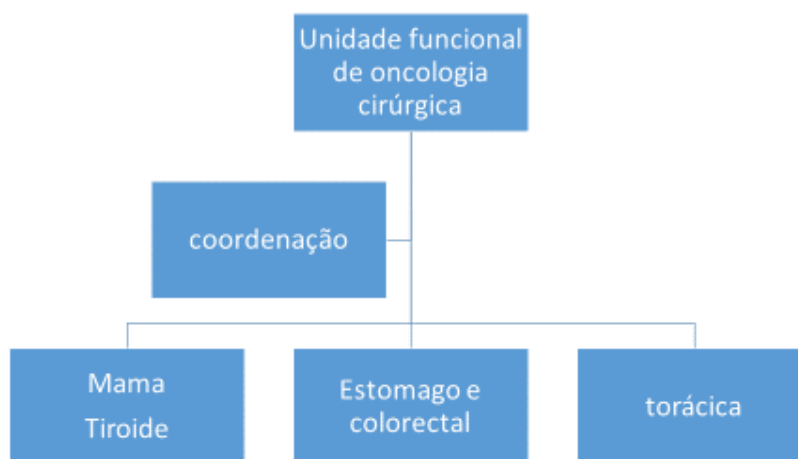 Unidade funcional
de oncologia
cirúrgica
coordenação
Mama
Tiroide
Estomago e
colorectal
torácica